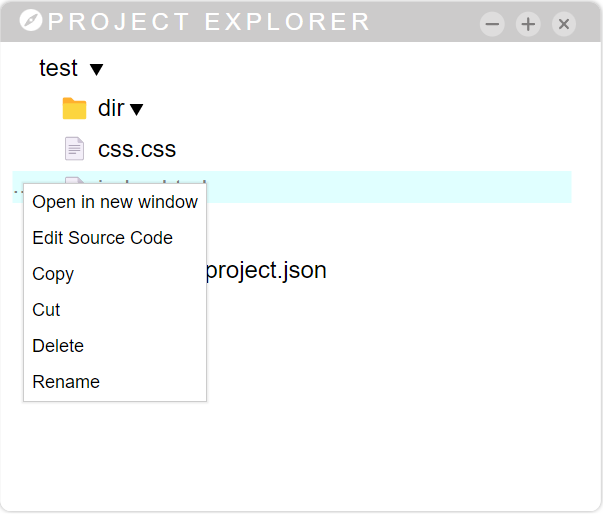 PROJECT EXPLORER
test
dir
css.css
Open in new window
Edit Source Code
Copy
project.json
Cut
Delete
Rename